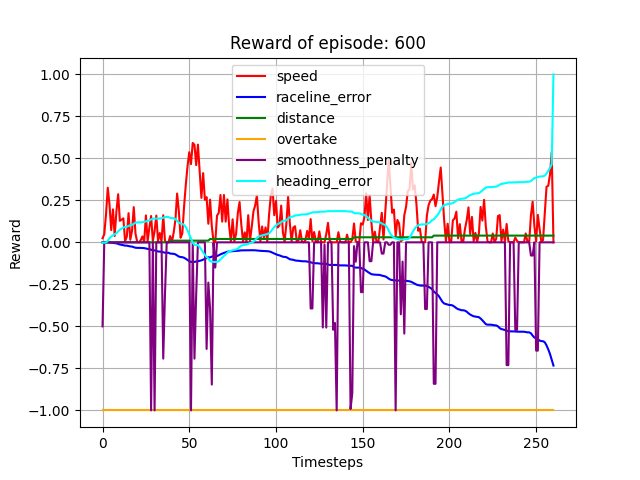 Reward of episode: 600
1.00
0.75
0.50
0.25
0.00
−0.25
−0.50
−0.75
−1.00
Reward
speed
raceline_error
distance
overtake
smoothness_penalty
heading_error
0 50 100 150 200 250
Timesteps